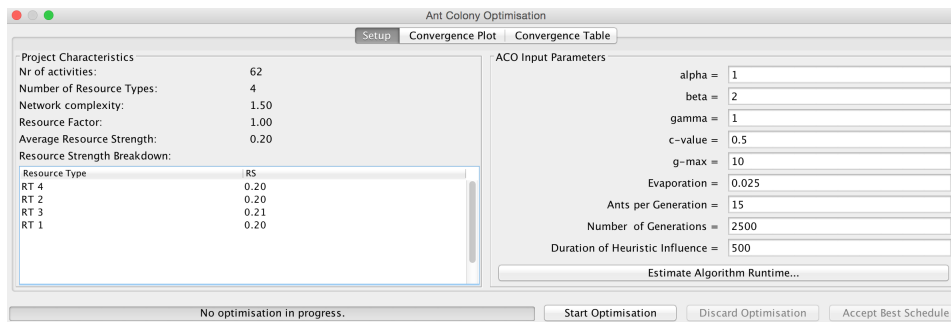 Ant Colony Optimisation
Setup Convergence Plot Convergence Table
Project Characteristics
Nr of activities: 62
Number of Resource Types: 4
Network complexity: 1.50
Resource Factor: 1.00
Average Resource Strength: 0.20
Resource Strength Breakdown:
Resource Type RS
RT 4 0.20
RT 2 0.20
RT 3 0.21
RT 1 0.20
ACO Input Parameters
alpha = 1
beta = 2
gamma = 1
c-value = 0.5
g-max = 10
Evaporation = 0.025
Ants per Generation = 15
Number of Generations = 2500
Duration of Heuristic Influence = 500
Estimate Algorithm Runtime...
No optimisation in progress. Start Optimisation Discard Optimisation Accept Best Schedule